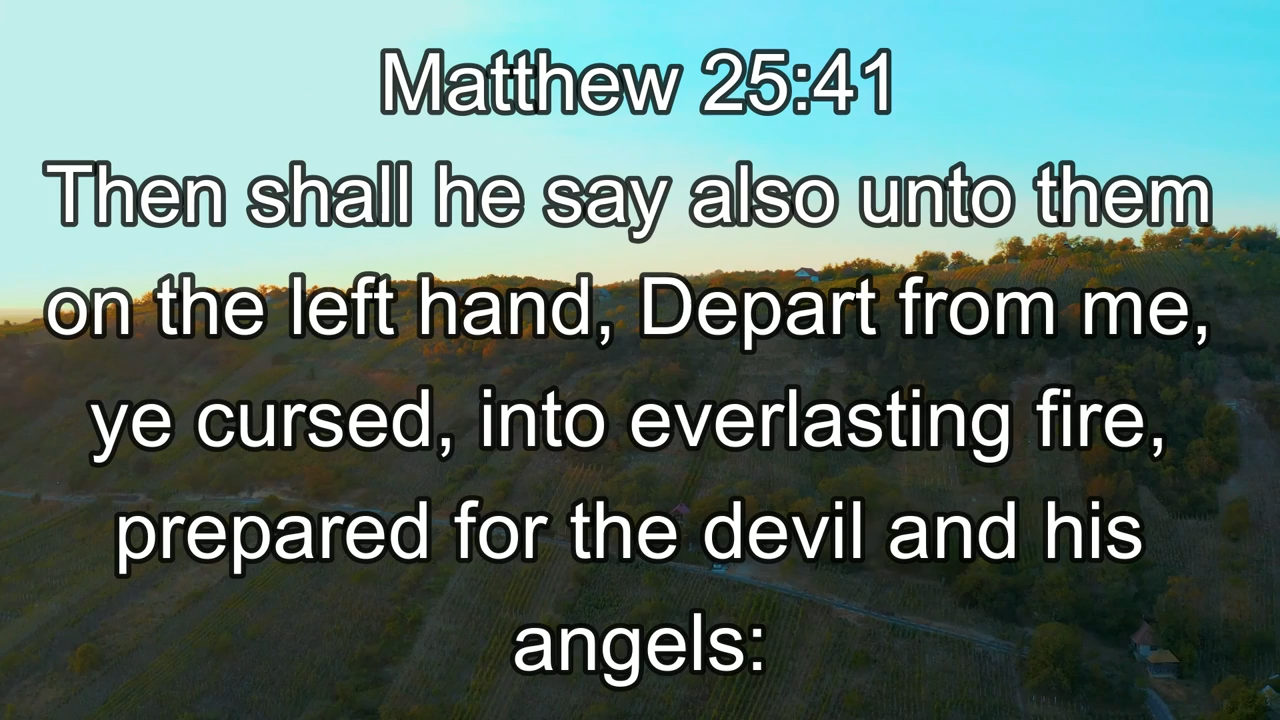 Matthew 25:41
Then shall he say also unto them
on the left hand, Depart from me,
ye cursed, into everlasting fire,
prepared for the devil and his
angels: